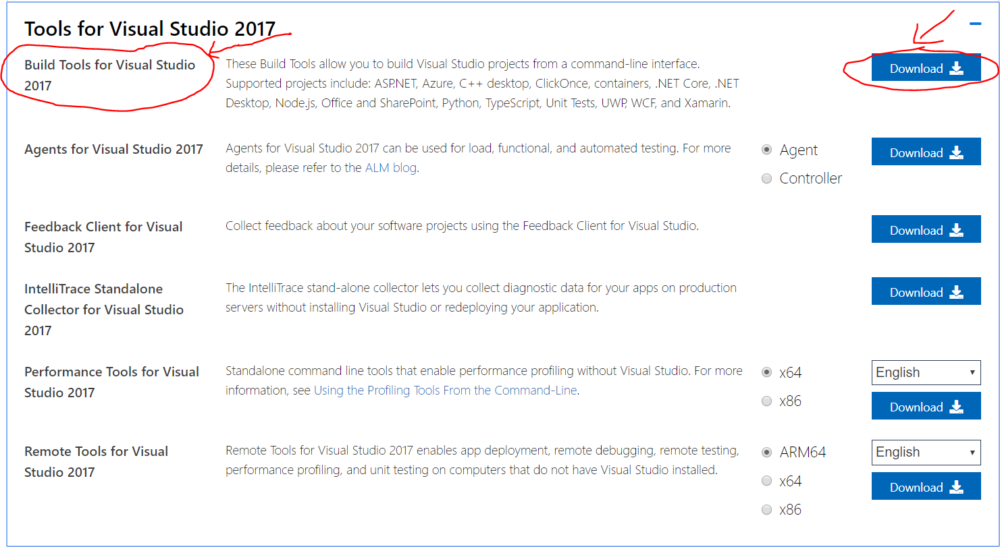 Tools for Visual Studio 2017
Build Tools for Visual Studio
2017
These Build Tools allow you to build Visual Studio projects from a command-line interface.
Supported projects include: ASP.NET, Azure, C++ desktop, ClickOnce, containers, .NET Core, .NET
Desktop, Node.js, Office and SharePoint, Python, TypeScript, Unit Tests, UWP, WCF, and Xamarin.
Download
Agents for Visual Studio 2017
Agents for Visual Studio 2017 can be used for load, functional, and automated testing. For more
details, please refer to the ALM blog.
Agent
Controller
Download
Feedback Client for Visual
Studio 2017
Collect feedback about your software projects using the Feedback Client for Visual Studio.
Download
IntelliTrace Standalone
Collector for Visual Studio
2017
The IntelliTrace stand-alone collector lets you collect diagnostic data for your apps on production
servers without installing Visual Studio or redeploying your application.
Download
Performance Tools for Visual
Studio 2017
Standalone command line tools that enable performance profiling without Visual Studio. For more
information, see Using the Profiling Tools From the Command-Line.
x64
x86
English
Download
Remote Tools for Visual
Studio 2017
Remote Tools for Visual Studio 2017 enables app deployment, remote debugging, remote testing,
performance profiling, and unit testing on computers that do not have Visual Studio installed.
ARM64
x64
x86
English
Download